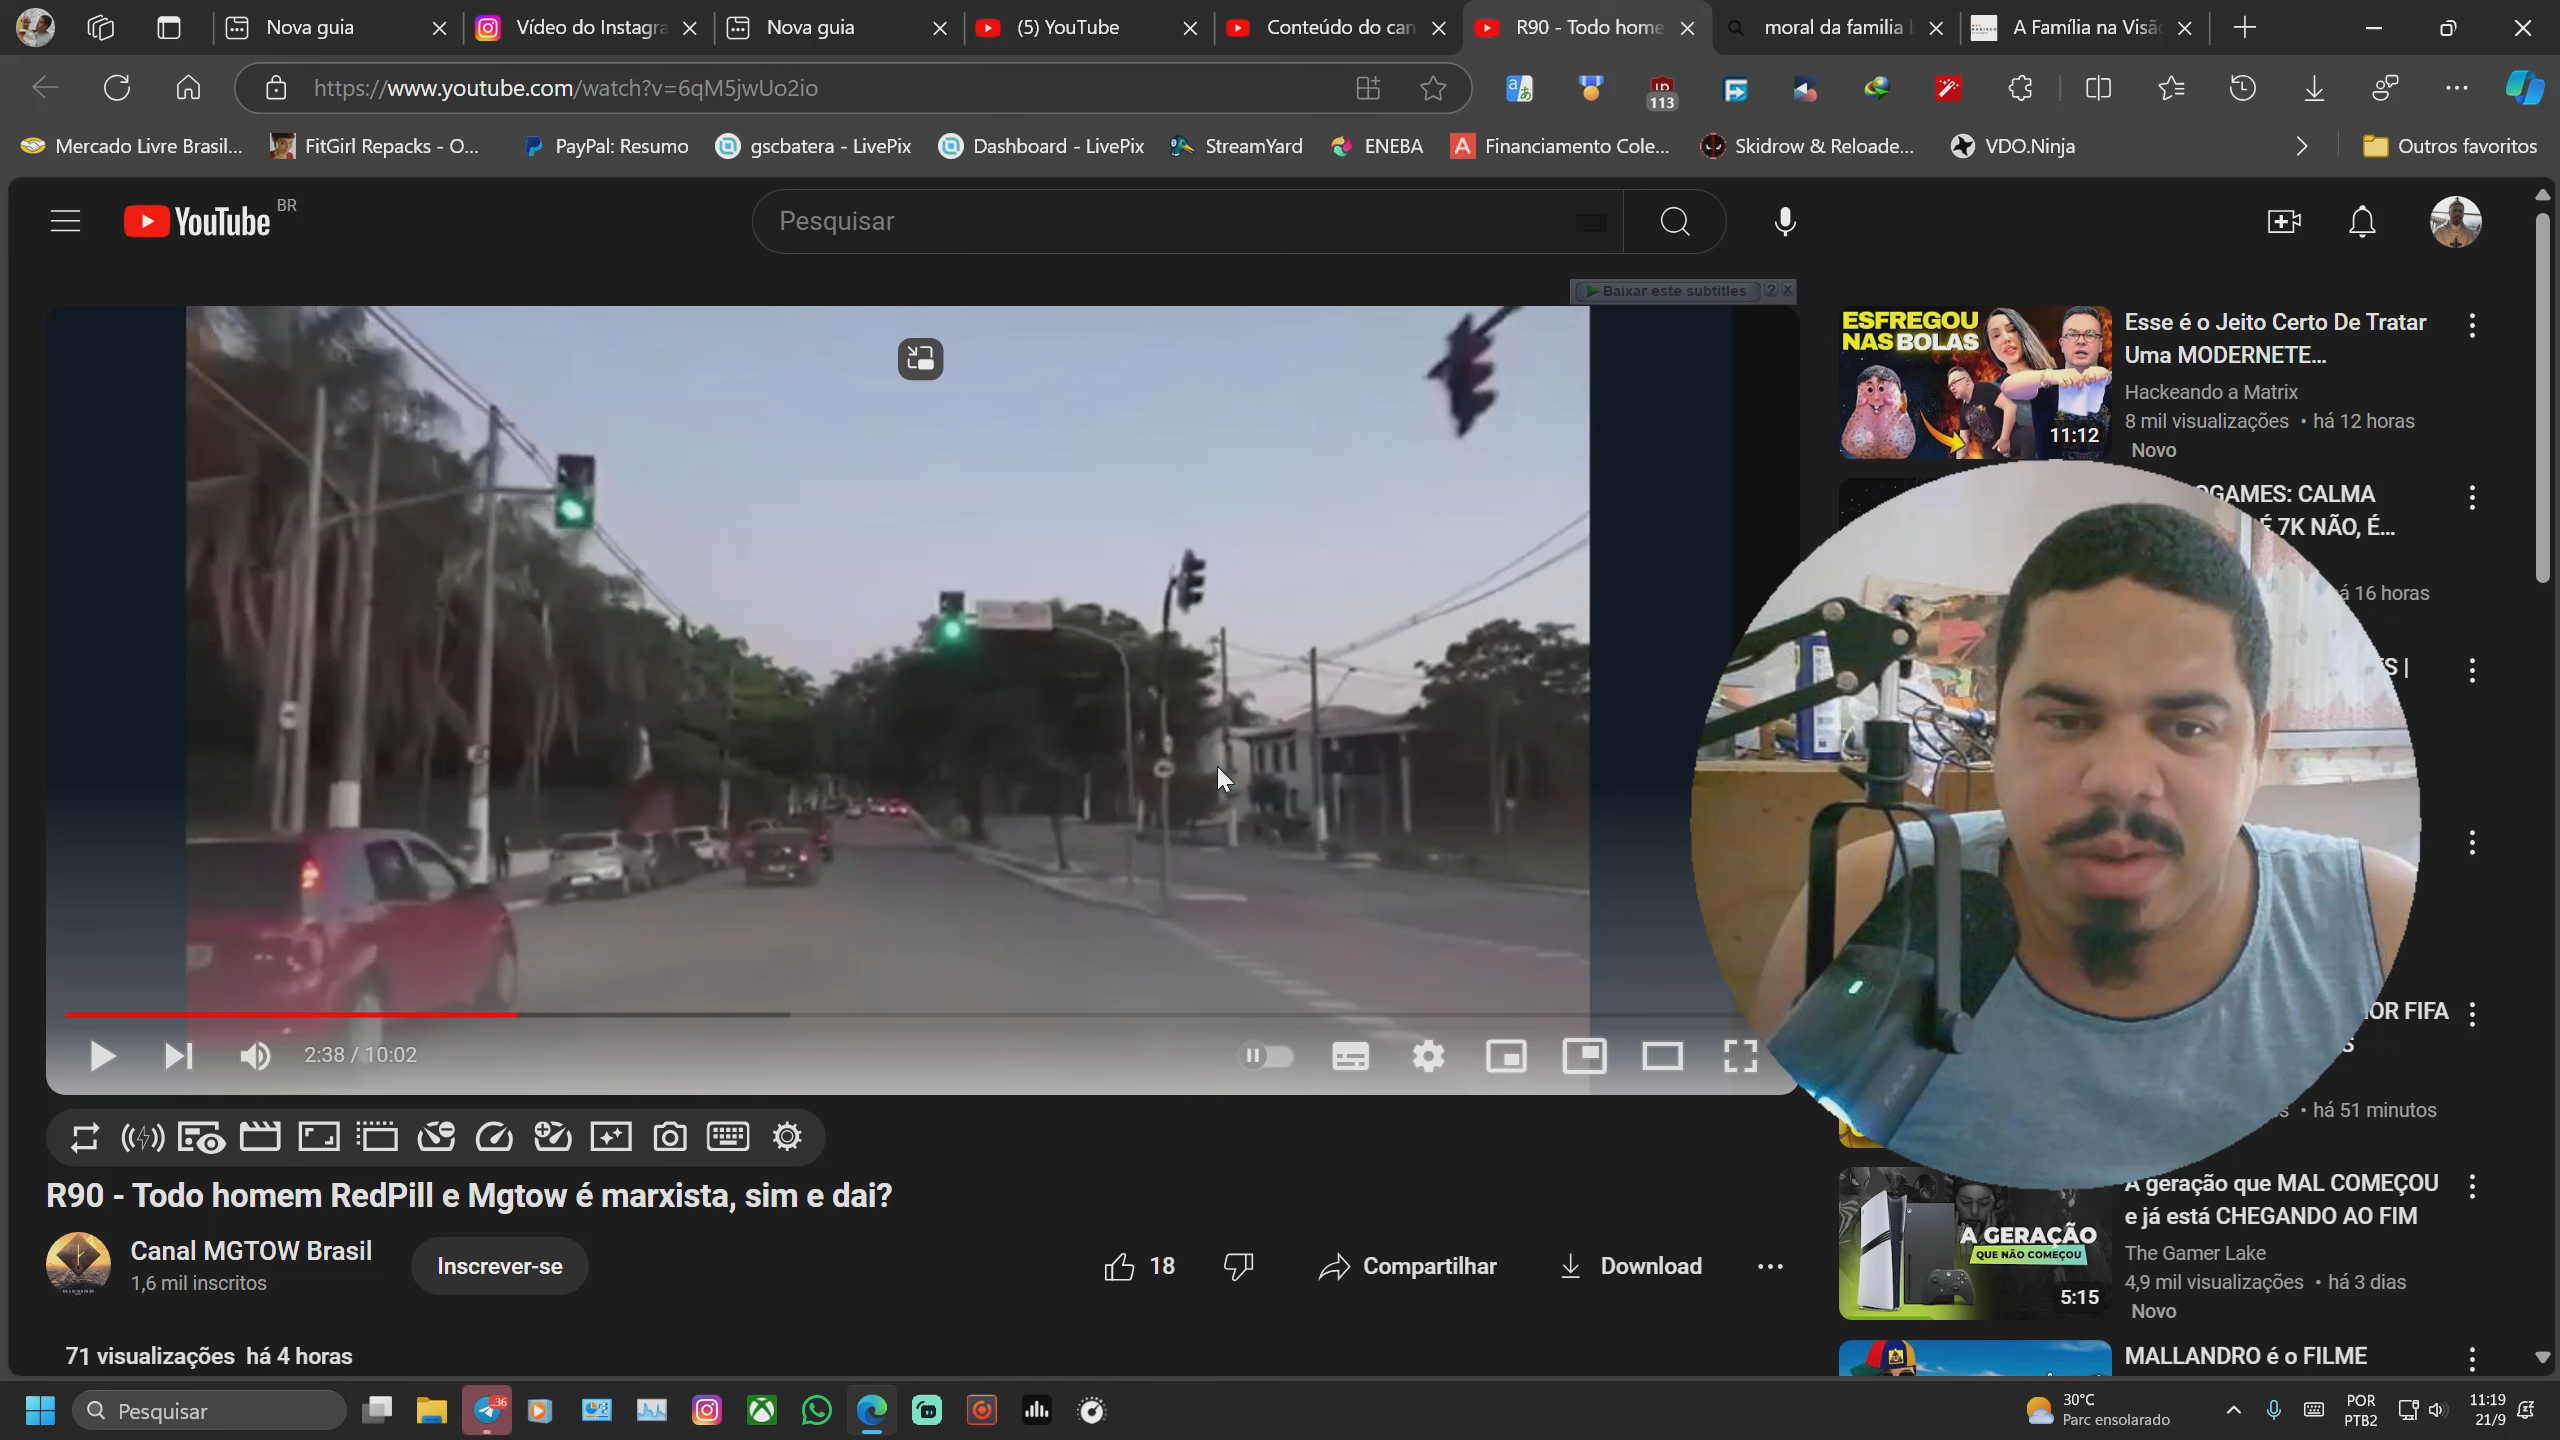 Nova guia
Vídeo do Instagra
Nova guia
(5) YouTube
Conteúdo do can
R90 - Todo home
moral da familia
A Família na Visã
https://www.youtube.com/watch?v=6qM5jwUo2io
113
Mercado Livre Brasil...
FitGirl Repacks - O...
PayPal: Resumo
gscbatera - LivePix
Dashboard - LivePix
StreamYard
ENEBA
Financiamento Cole...
Skidrow & Reloade...
VDO.Ninja
Outros favoritos
YouTube BR
Pesquisar
Baixar este subtitles
ESFREGOU
NAS BOLAS
11:12
Esse é o Jeito Certo De Tratar
Uma MODERNETE...
Hackeando a Matrix
8 mil visualizações • há 12 horas
Novo
OGAMES: CALMA
É 7K NÃO, É...
á 16 horas
S |
OR FIFA
S
s • há 51 minutos
2:38 / 10:02
R90 - Todo homem RedPill e Mgtow é marxista, sim e dai?
Canal MGTOW Brasil
1,6 mil inscritos
Inscrever-se
18
Compartilhar
Download
71 visualizações há 4 horas
A GERAÇÃO
QUE NÃO COMEÇOU
5:15
A geração que MAL COMEÇOU
e já está CHEGANDO AO FIM
The Gamer Lake
4,9 mil visualizações • há 3 dias
Novo
MALLANDRO é o FILME
Pesquisar
36
30°C
Parc ensolarado
POR
PTB2
11:19
21/9